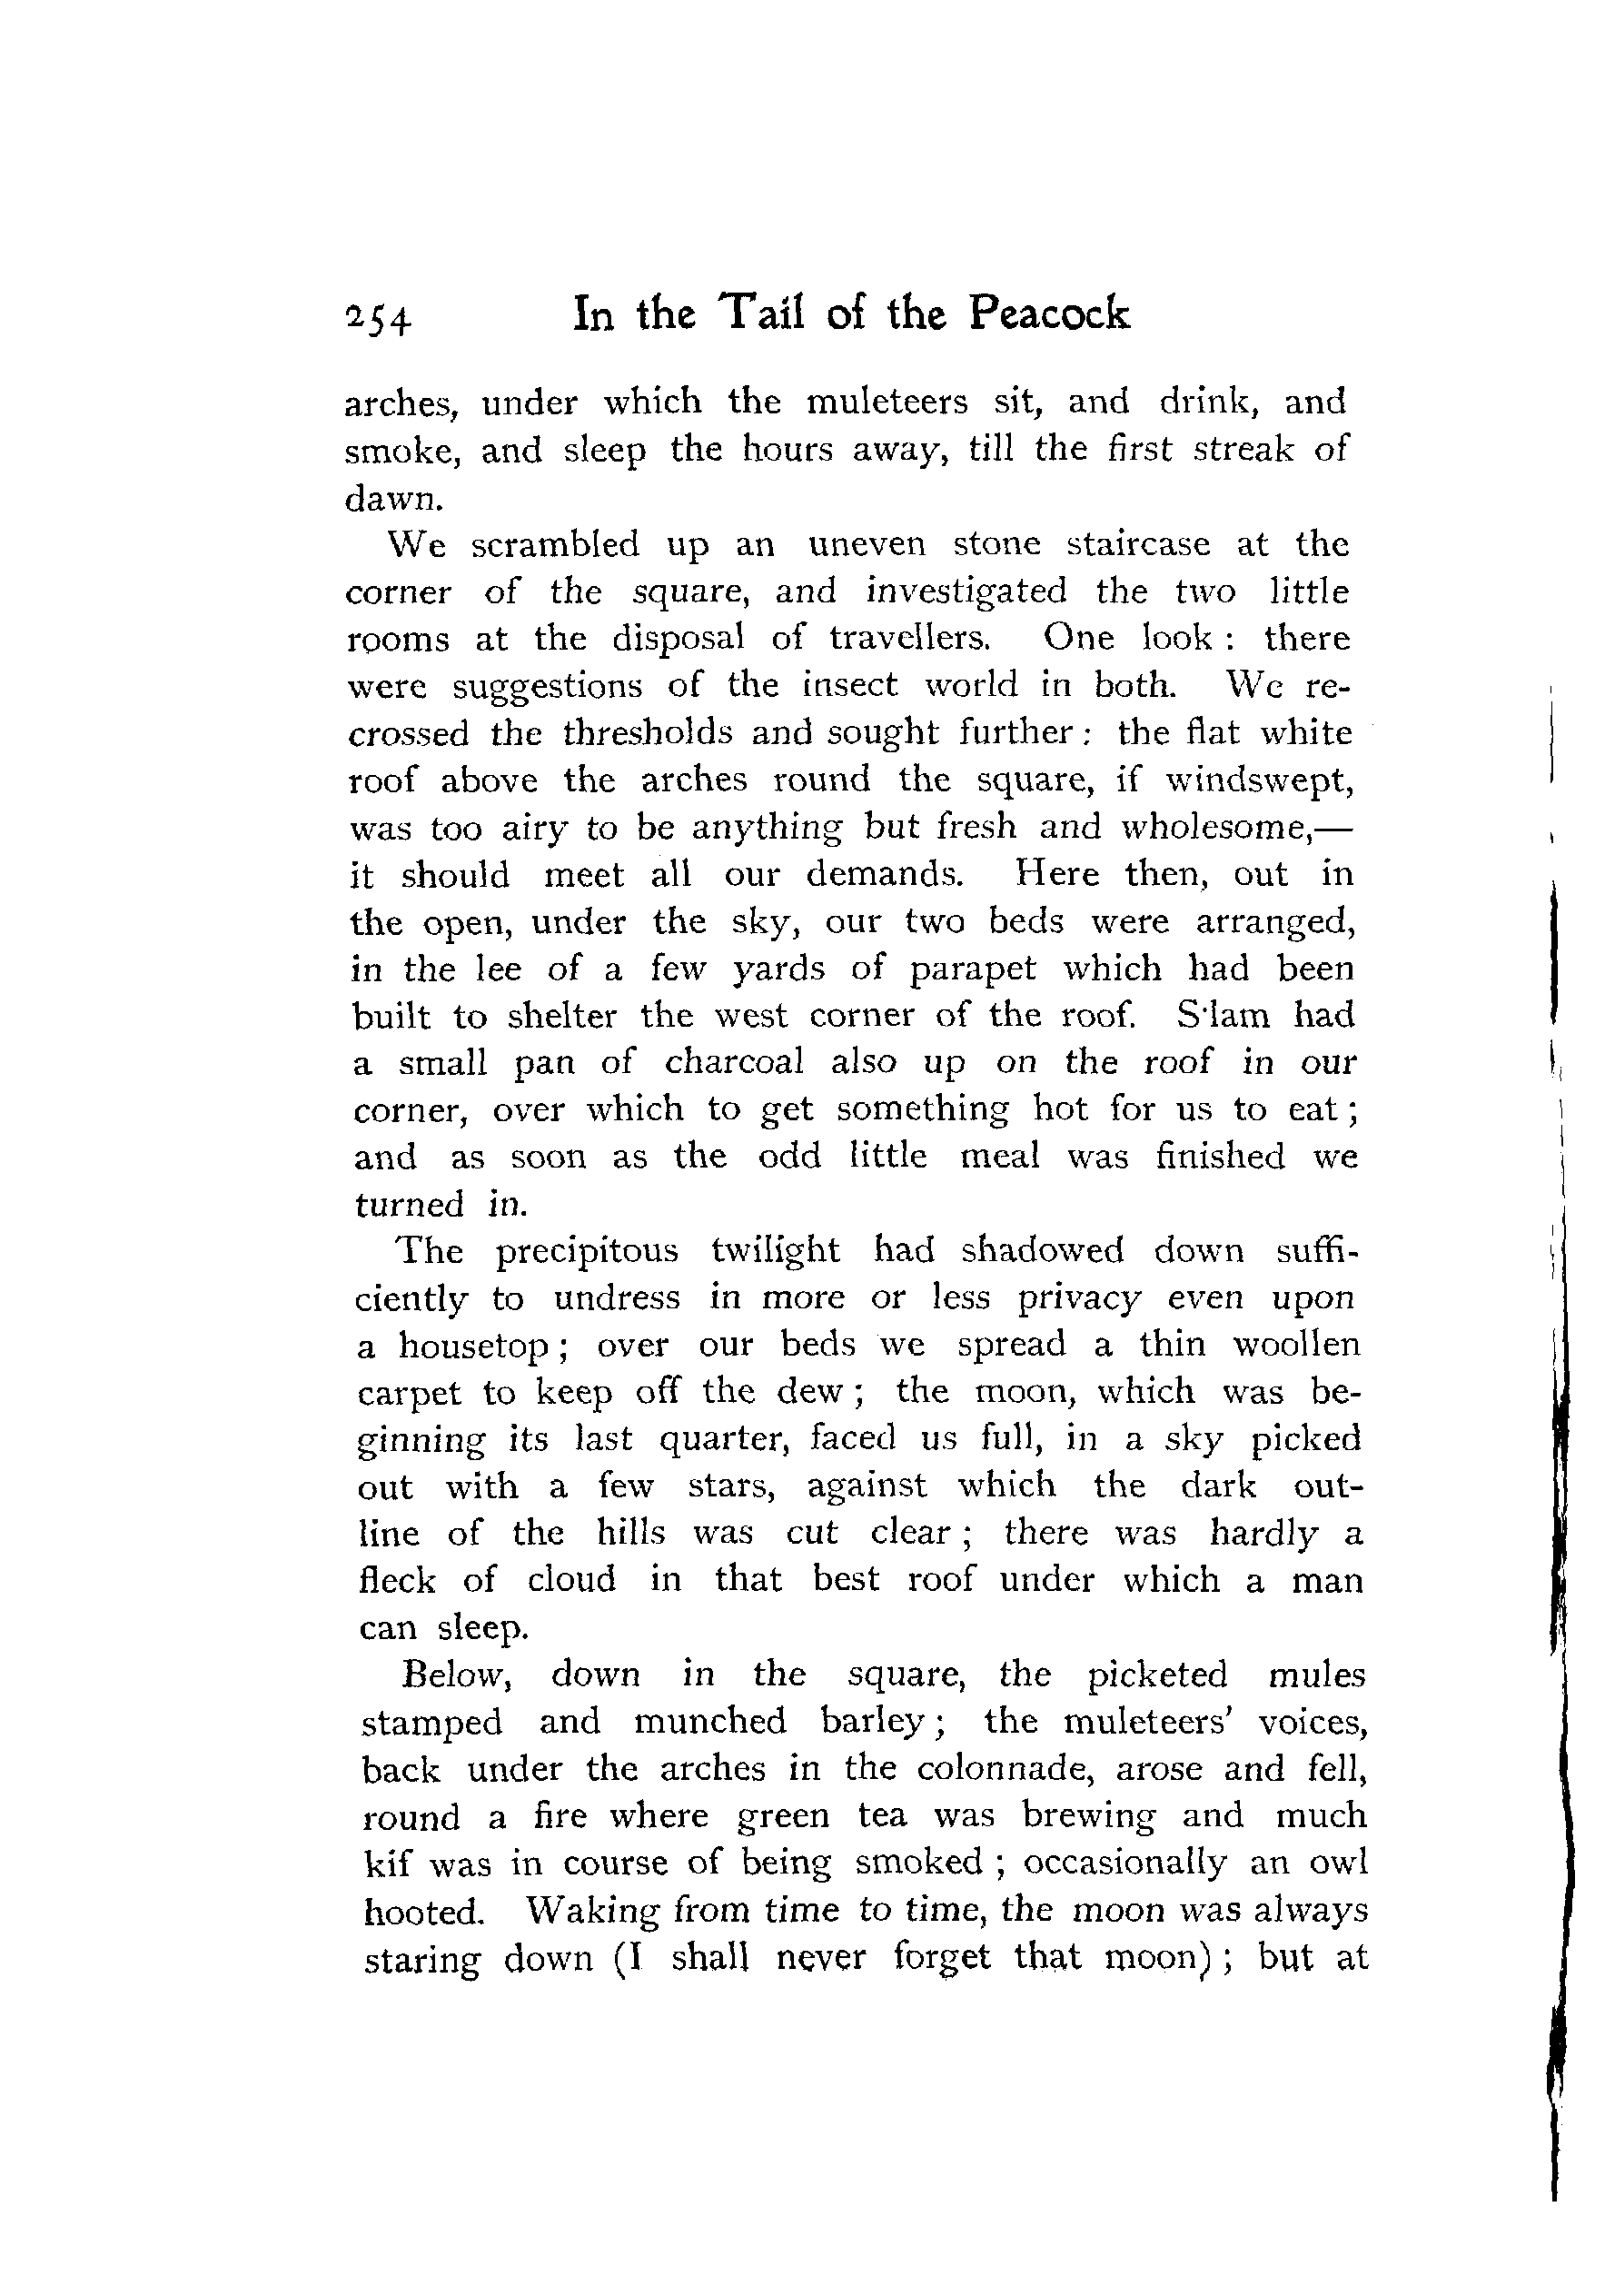 254 In the Tail of the Peacock
arches, under which the muleteers sit, and drink, and
smoke, and sleep the hours away, till the first streak of
dawn.
We scrambled up an uneven stone staircase at the
corner of the square, and investigated the two little
rooms at the disposal of travellers. One look : there
were suggestions of the insect world in both. We re-
crossed the thresholds and sought further : the flat white
roof above the arches round the square, if windswept,
was too airy to be anything but fresh and wholesome,—
it should meet all our demands. Here then, out in
the open, under the sky, our two beds were arranged,
in the lee of a few yards of parapet which had been
built to shelter the west corner of the roof. S'lam had
a small pan of charcoal also up on the roof in our
corner, over which to get something hot for us to eat ;
and as soon as the odd little meal was finished we
turned in.
The precipitous twilight had shadowed down suffi-
ciently to undress in more or less privacy even upon
a housetop ; over our beds we spread a thin woollen
carpet to keep off the dew ; the moon, which was be-
ginning its last quarter, faced us full, in a sky picked
out with a few stars, against which the dark out-
line of the hills was cut clear ; there was hardly a
fleck of cloud in that best roof under which a man
can sleep.
Below, down in the square, the picketed mules
stamped and munched barley ; the muleteers' voices,
back under the arches in the colonnade, arose and fell,
round a fire where green tea was brewing and much
kif was in course of being smoked ; occasionally an owl
hooted. Waking from time to time, the moon was always
staring down (I shall never forget that moon) ; but at